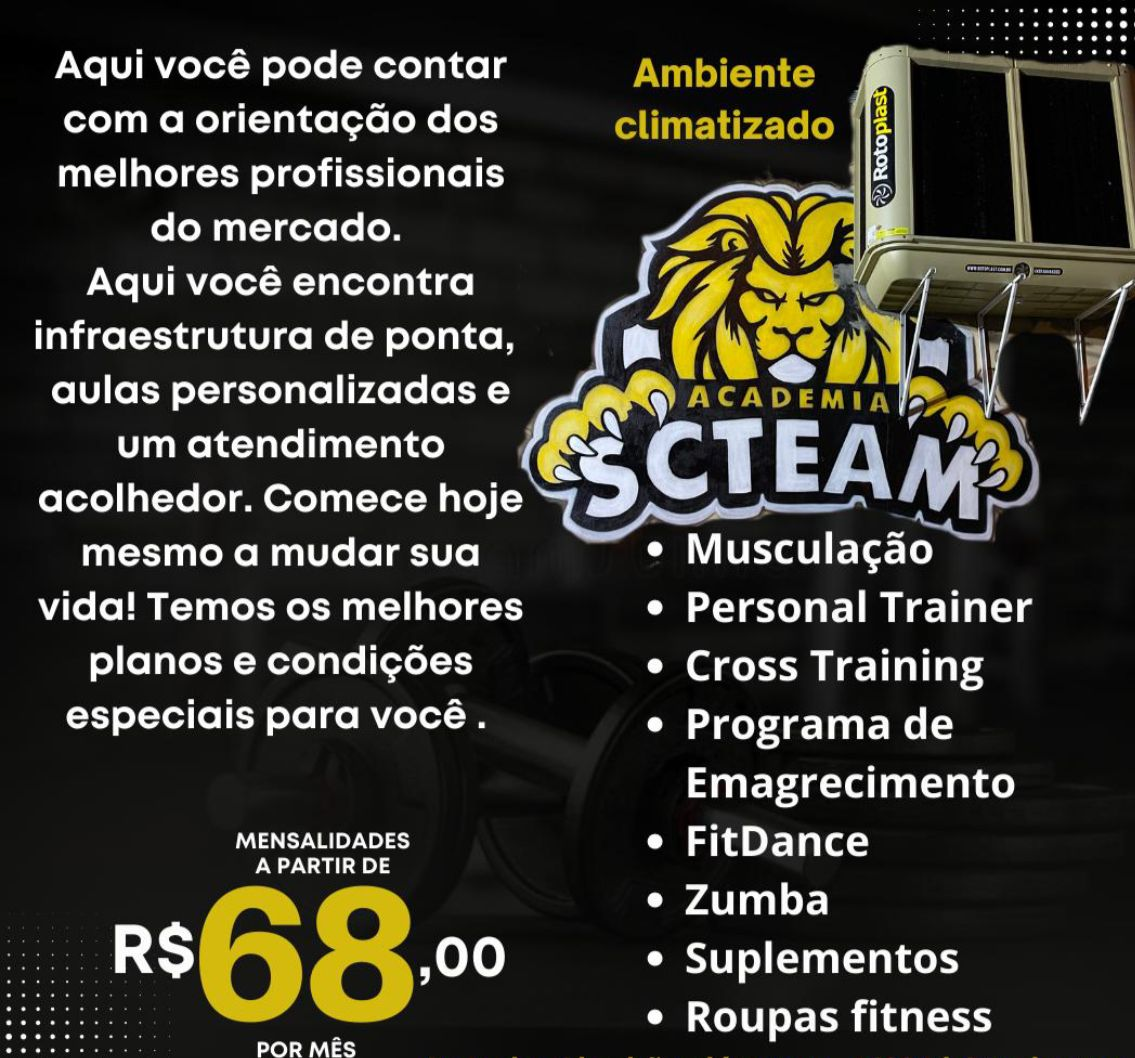 Aqui você pode contar
com a orientação dos
melhores profissionais
do mercado.
Aqui você encontra
infraestrutura de ponta,
aulas personalizadas e
um atendimento
acolhedor. Comece hoje
mesmo a mudar sua
vida! Temos os melhores
planos e condições
especiais para você .
MENSALIDADES
A PARTIR DE
R$68,00
POR MÊS
Ambiente
climatizado
Rotoplast
ACADEMIA
SCTEAM
• Musculação
• Personal Trainer
• Cross Training
• Programa de
Emagrecimento
• FitDance
• Zumba
• Suplementos
• Roupas fitness